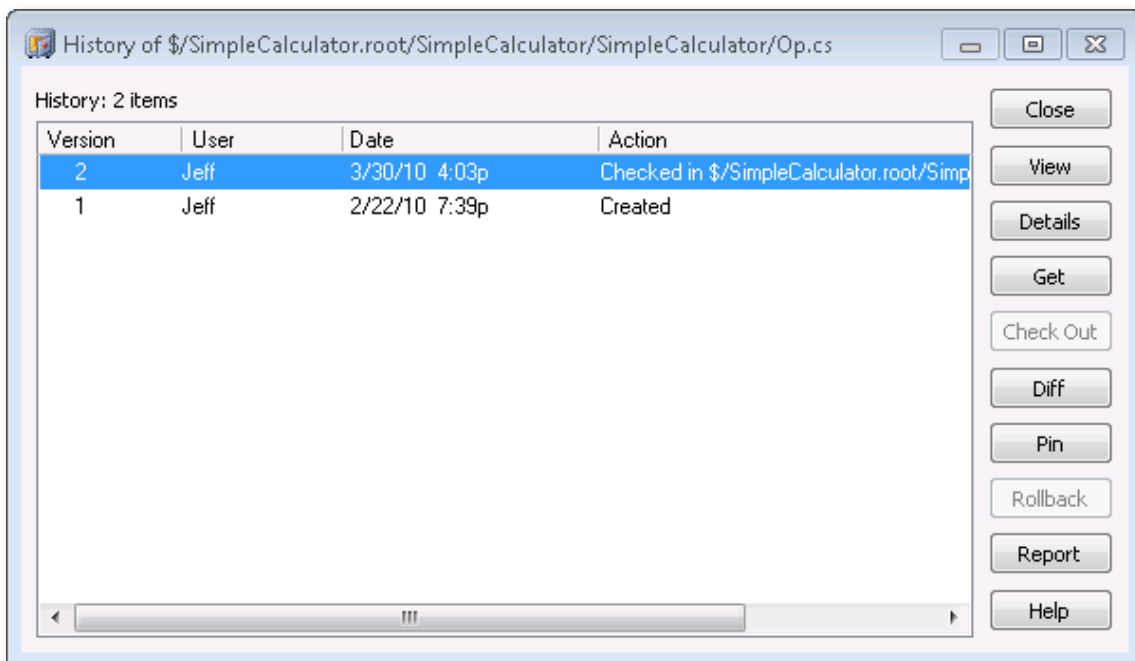 History of $/SimpleCalculator.root/SimpleCalculator/SimpleCalculator/Op.cs
History: 2 items
Version User Date Action
2 Jeff 3/30/10 4:03p Checked in $/SimpleCalculator.root/Simp
1 Jeff 2/22/10 7:39p Created
Close
View
Details
Get
Check Out
Diff
Pin
Rollback
Report
Help